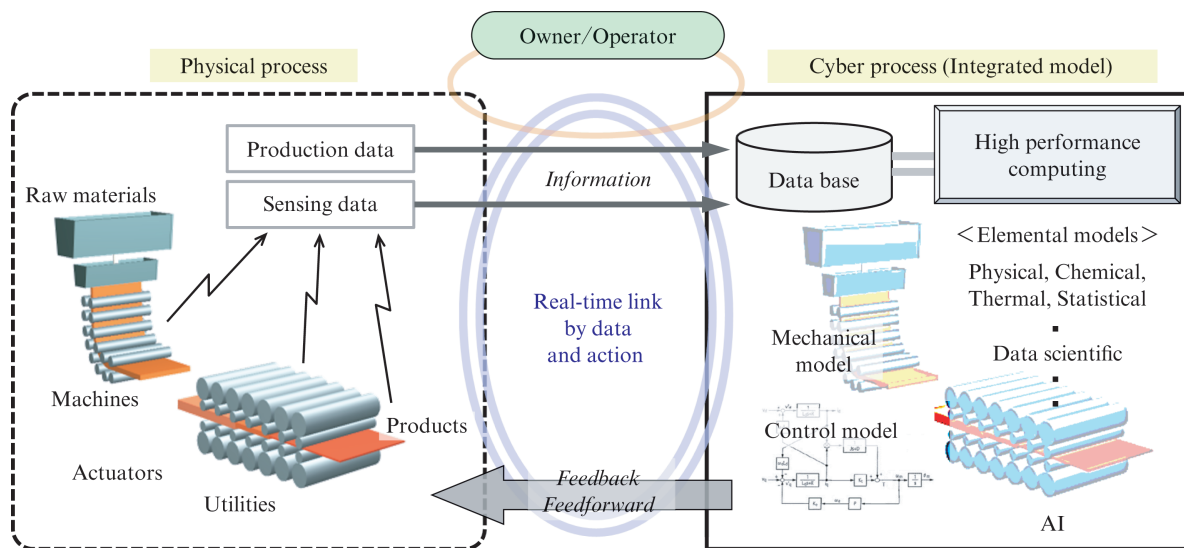 Owner/Operator
Physical process
Cyber process (Integrated model)
Production data
Sensing data
Raw materials
Machines
Actuators
Utilities
Products
Information
Real-time link
by data
and action
Feedback
Feedforward
Data base
High performance
computing
<Elemental models>
Physical, Chemical,
Thermal, Statistical
Data scientific
Mechanical
model
Control model
AI